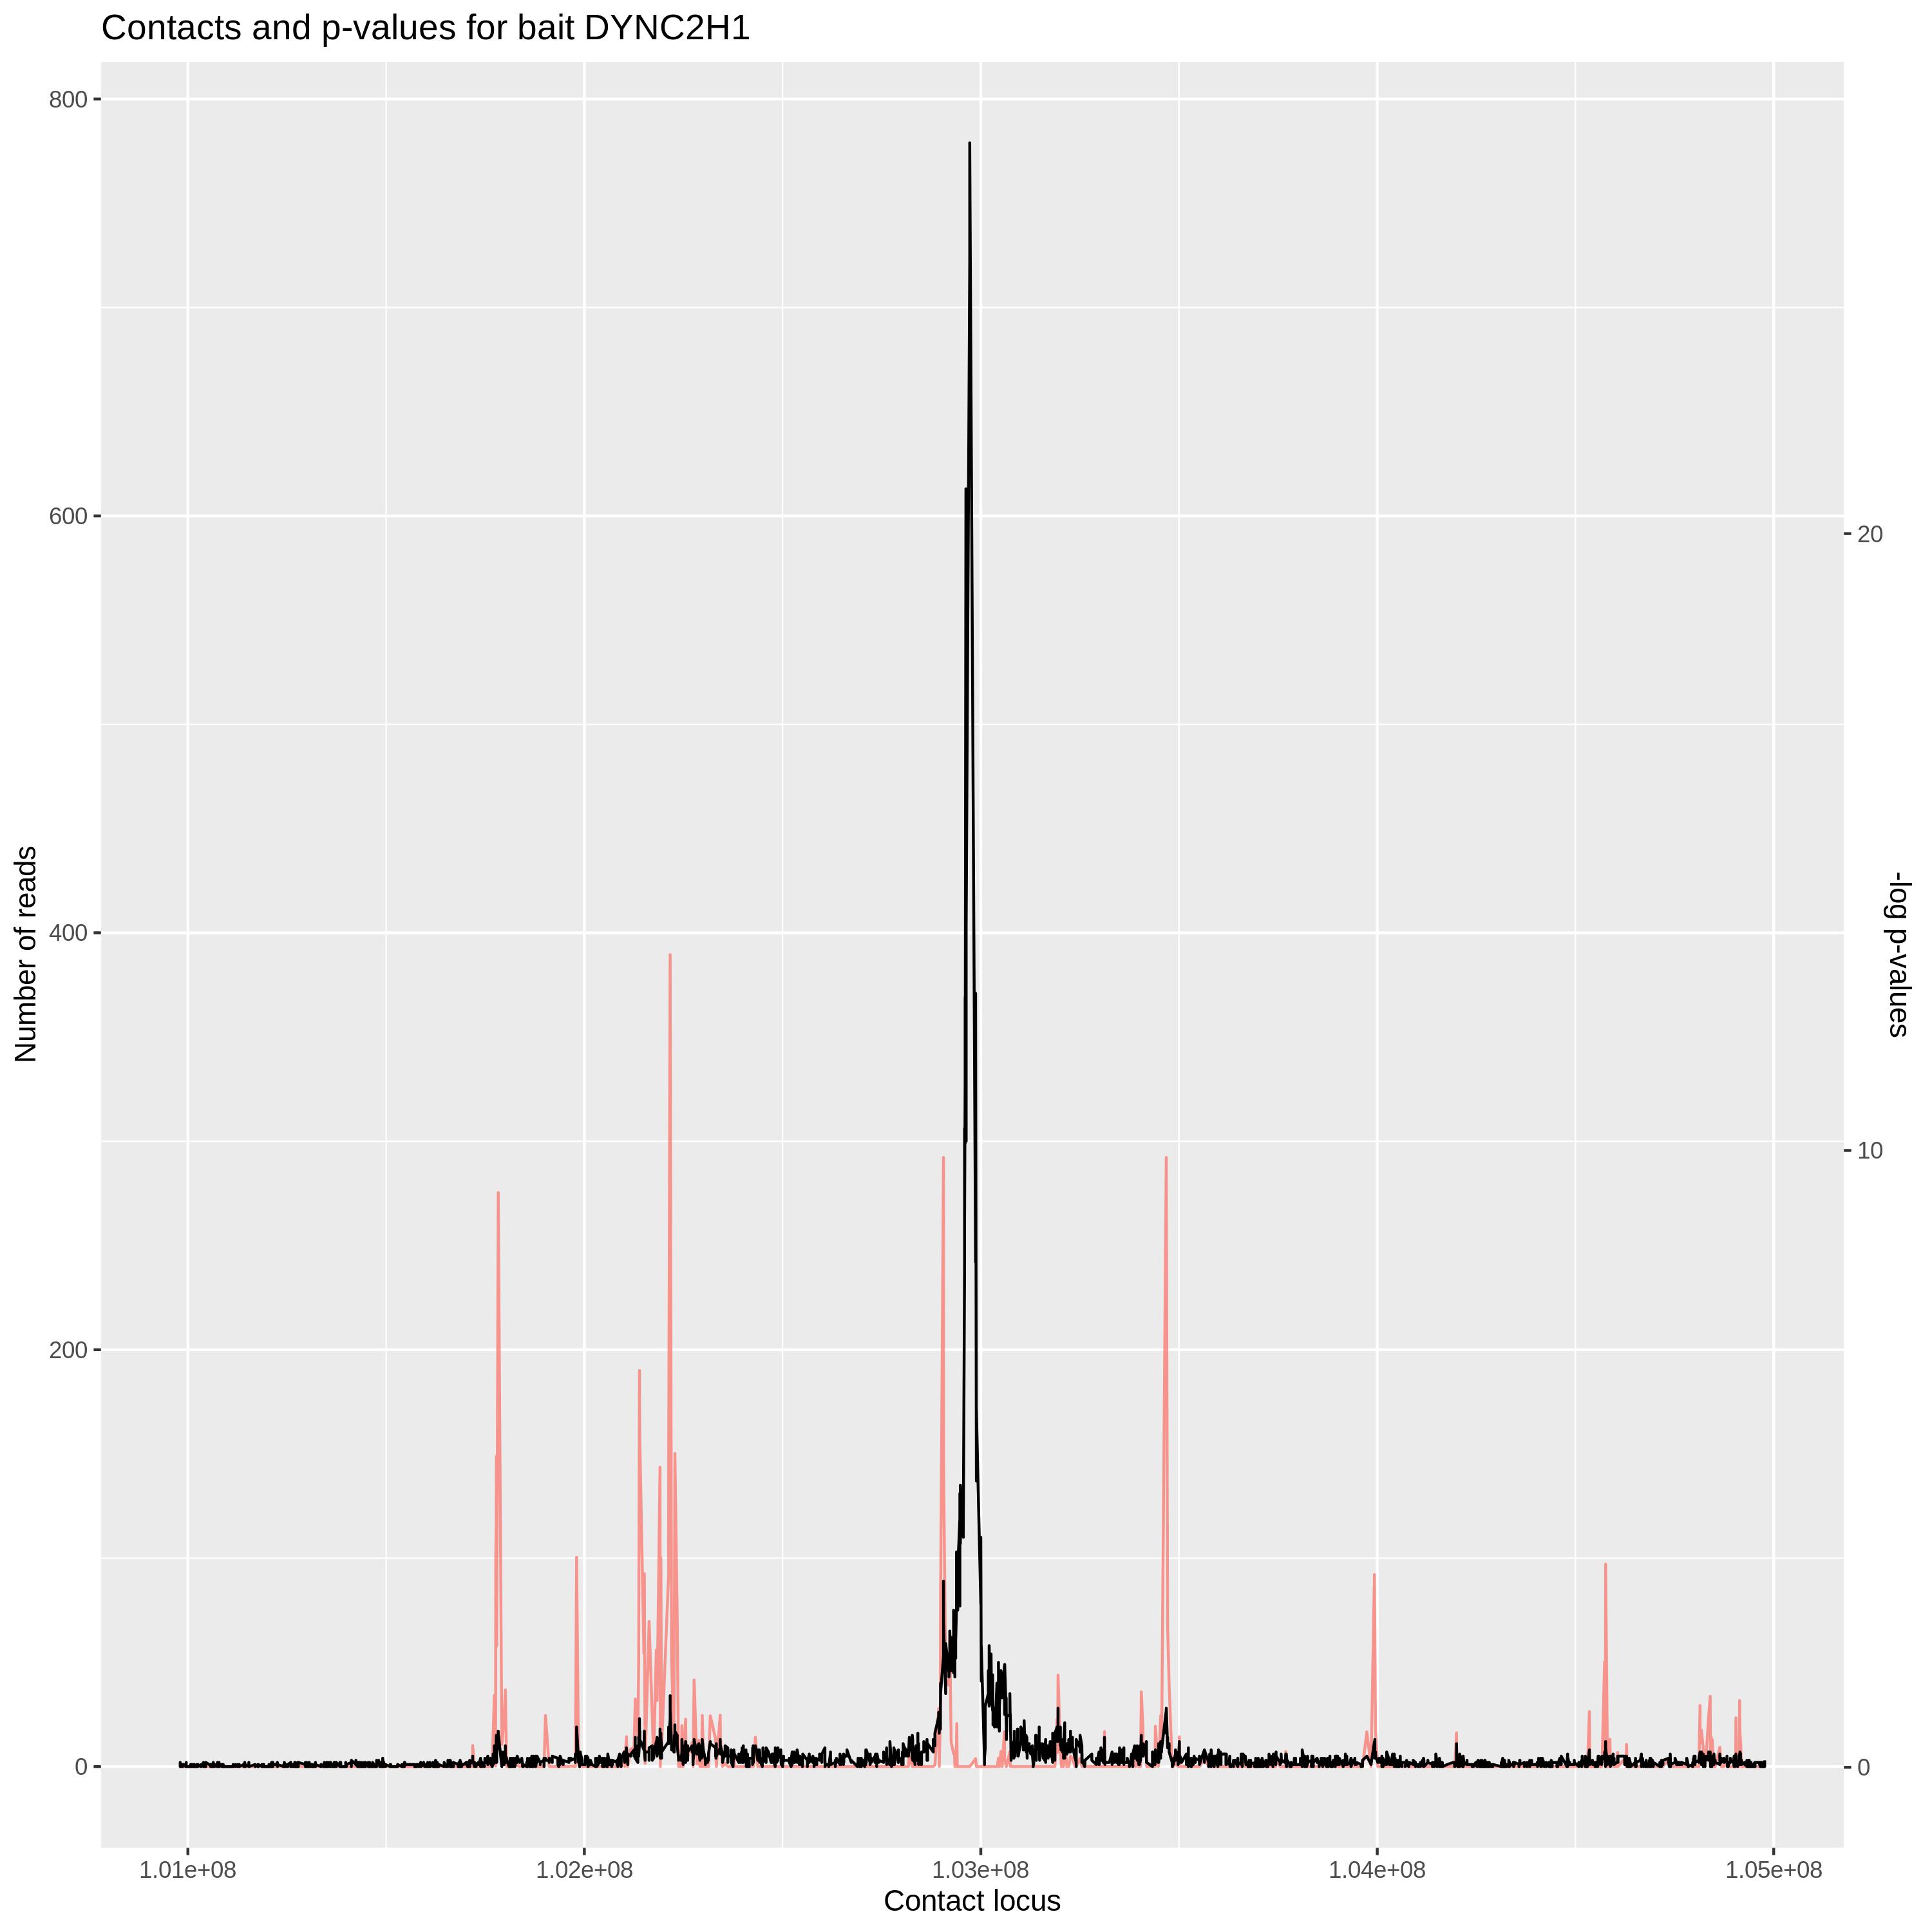 Contacts and p-values for bait DYNC2H1
800
600
400
200
0
Number of reads
20
10
0
-log p-values
1.01e+08
1.02e+08
1.03e+08
1.04e+08
1.05e+08
Contact locus